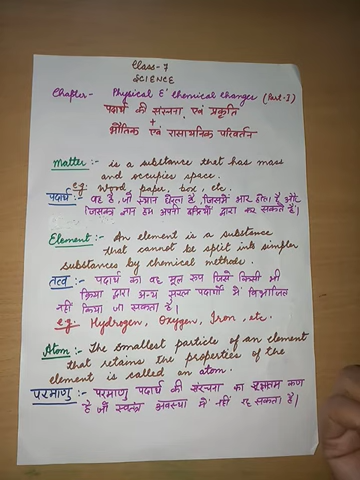 Class-7
SCIENCE
Chapter- Physical & Chemical Changes (Part-I)
पदार्थ की संरचना एवं प्रकृति
+
भौतिक एवं रासायनिक परिवर्तन
Matter :- is a substance that has mass
and occupies space.
eg: Wood, paper, box, etc.
पदार्थ :- वह है, जो स्थान घेरता है, जिसमें भार होता है और
जिसका हम अपनी द्वारा कर सकते हैं।
Element :- An element is a substance
that cannot be split into simpler
substances by chemical methods.
तत्व :- पदार्थ का वह मूल रूप जिसे किसी भी
क्रिया द्वारा अन्य सरल पदार्थों में विभाजित
नहीं किया जा सकता है।
eg: Hydrogen, Oxygen, Iron, etc.
Atom :- The smallest particle of an element
that retains the properties of the
element is called an atom.
परमाणु :- परमाणु पदार्थ की संरचना का सूक्ष्मतम कण
है जो स्वतन्त्र अवस्था में नहीं रह सकता है।